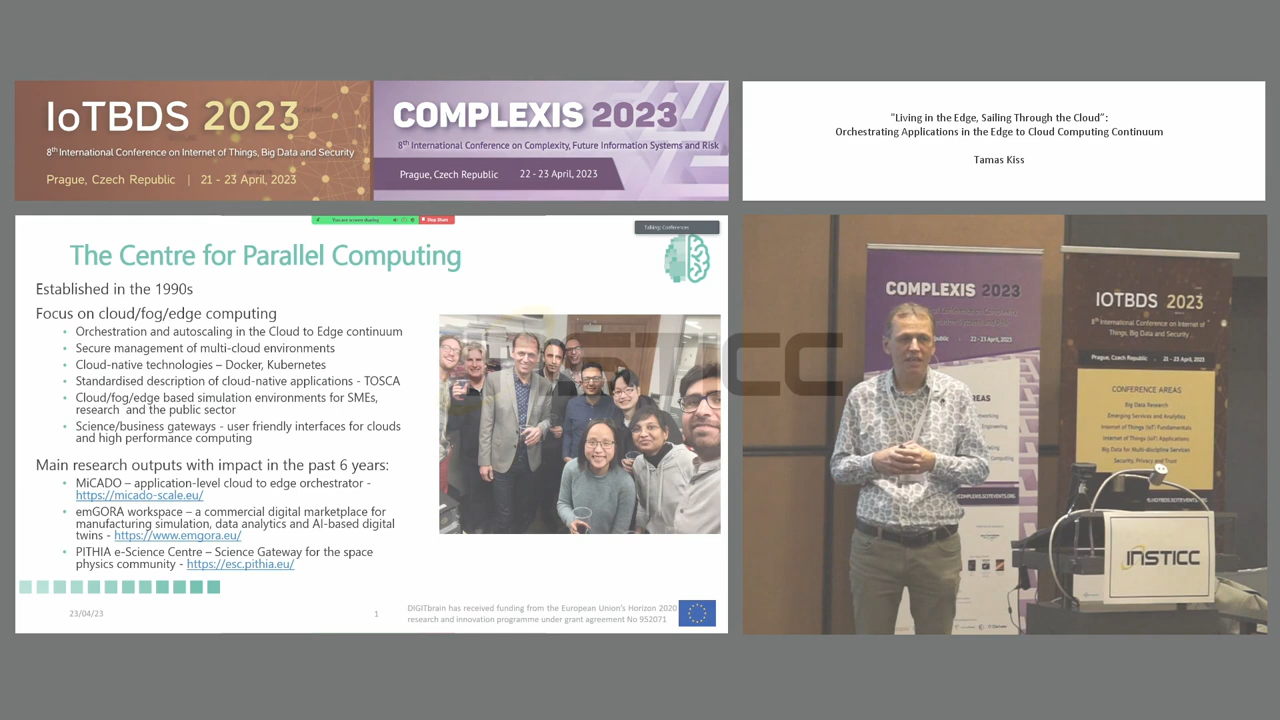 IoTBDS 2023
8th International Conference on Internet of Things, Big Data and Security
Prague, Czech Republic | 21 - 23 April, 2023
COMPLEXIS 2023
8th International Conference on Complexity, Future Information Systems and Risk
Prague, Czech Republic 22 - 23 April, 2023
"Living in the Edge, Sailing Through the Cloud":
Orchestrating Applications in the Edge to Cloud Computing Continuum
Tamas Kiss
You are screen sharing Stop Share
Talking: Conferences
The Centre for Parallel Computing
Established in the 1990s
Focus on cloud/fog/edge computing
• Orchestration and autoscaling in the Cloud to Edge continuum
• Secure management of multi-cloud environments
• Cloud-native technologies – Docker, Kubernetes
• Standardised description of cloud-native applications - TOSCA
• Cloud/fog/edge based simulation environments for SMEs,
research and the public sector
• Science/business gateways - user friendly interfaces for clouds
and high performance computing
Main research outputs with impact in the past 6 years:
• MiCADO – application-level cloud to edge orchestrator -
https://micado-scale.eu/
• emGORA workspace – a commercial digital marketplace for
manufacturing simulation, data analytics and AI-based digital
twins - https://www.emgora.eu/
• PITHIA e-Science Centre – Science Gateway for the space
physics community - https://esc.pithia.eu/
23/04/23
1
DIGITbrain has received funding from the European Union's Horizon 2020
research and innovation programme under grant agreement No 952071
INSTICC
COMPLEXIS 2023
22 - 23 April, 2023
IOTBDS 2023
8th International Conference on Internet of
Things, Big Data and Security
Prague, Czech Republic . 21 - 23 April, 2023
CONFERENCE AREAS
Big Data Research
Emerging Services and Analytics
Internet of Things (IoT) Fundamentals
Internet of Things (IoT) Applications
Big Data for Multi-discipline Services
Security, Privacy and Trust
INSTICC